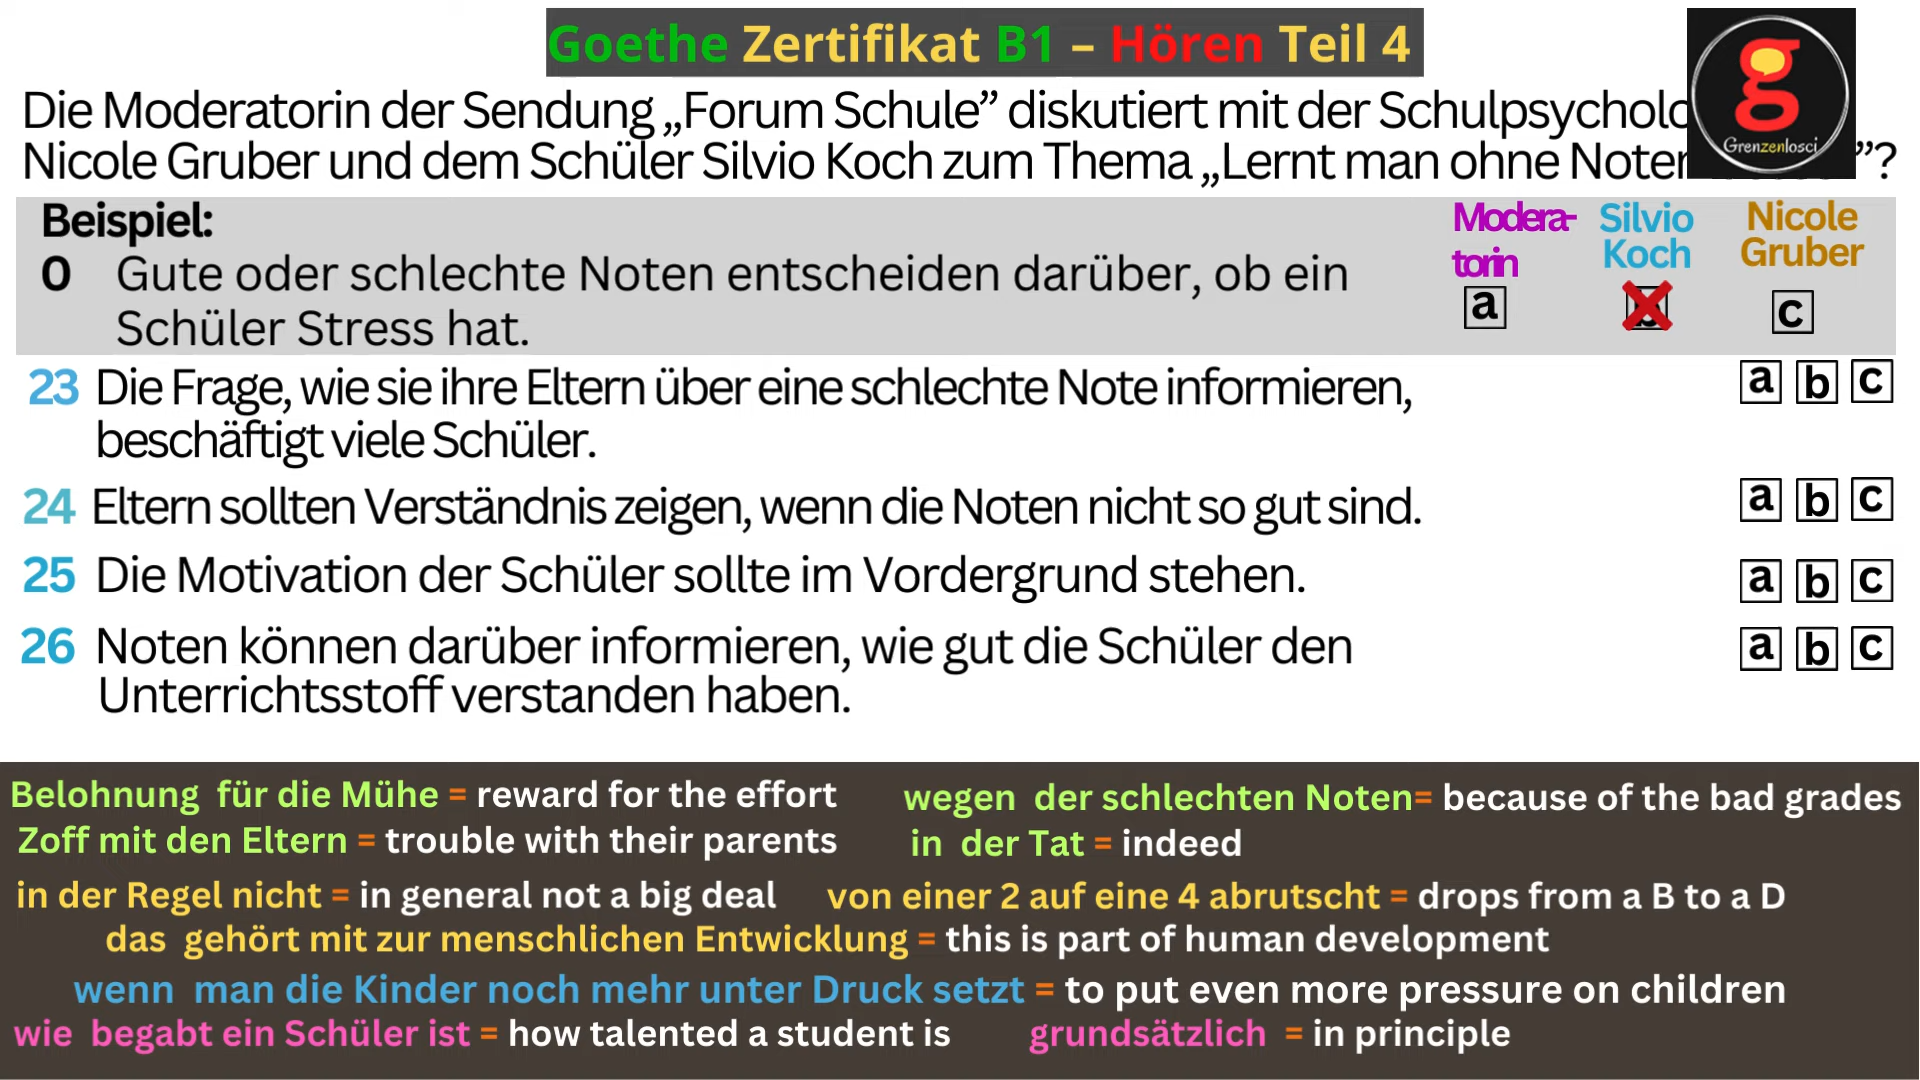 Goethe Zertifikat B1 – Hören Teil 4
Die Moderatorin der Sendung „Forum Schule” diskutiert mit der
Nicole Gruber und dem Schüler Silvio Koch zum Thema „Lernt man ohne ”?
Grenzenlosci
Beispiel:
Modera-
torin
Silvio
Koch
Nicole
Gruber
0 Gute oder schlechte Noten entscheiden darüber, ob ein
Schüler Stress hat.
a c
23 Die Frage, wie sie ihre Eltern über eine schlechte Note informieren, a b c
beschäftigt viele Schüler.
24 Eltern sollten Verständnis zeigen, wenn die Noten nicht so gut sind. a b c
25 Die Motivation der Schüler sollte im Vordergrund stehen. a b c
26 Noten können darüber informieren, wie gut die Schüler den a b c
Unterrichtsstoff verstanden haben.
Belohnung für die Mühe = reward for the effort wegen der schlechten Noten= because of the bad grades
Zoff mit den Eltern = trouble with their parents in der Tat = indeed
in der Regel nicht = in general not a big deal von einer 2 auf eine 4 abrutscht = drops from a B to a D
das gehört mit zur menschlichen Entwicklung = this is part of human development
wenn man die Kinder noch mehr unter Druck setzt = to put even more pressure on children
wie begabt ein Schüler ist = how talented a student is grundsätzlich = in principle